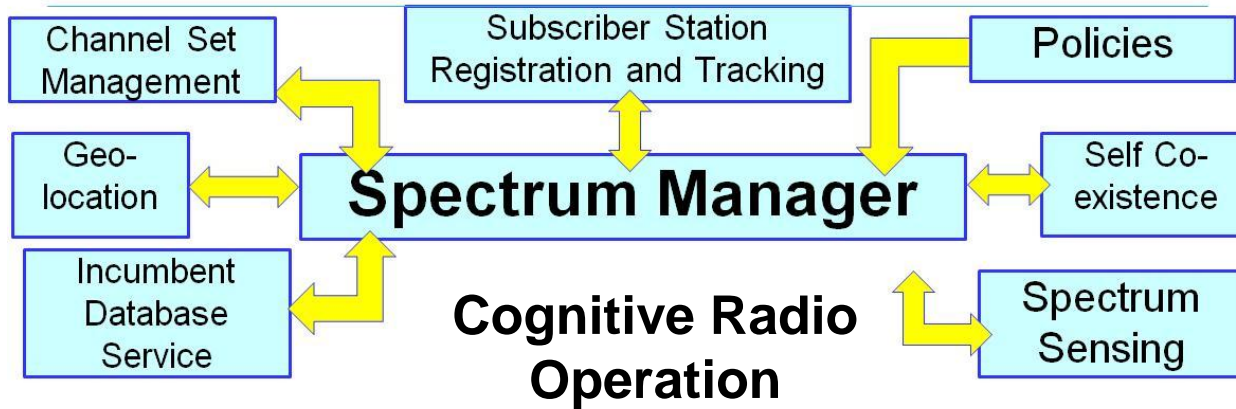 Channel Set
Management
Subscriber Station
Registration and Tracking
Policies
Geo-
location
Spectrum Manager
Self Co-
existence
Incumbent
Database
Service
Cognitive Radio
Operation
Spectrum
Sensing